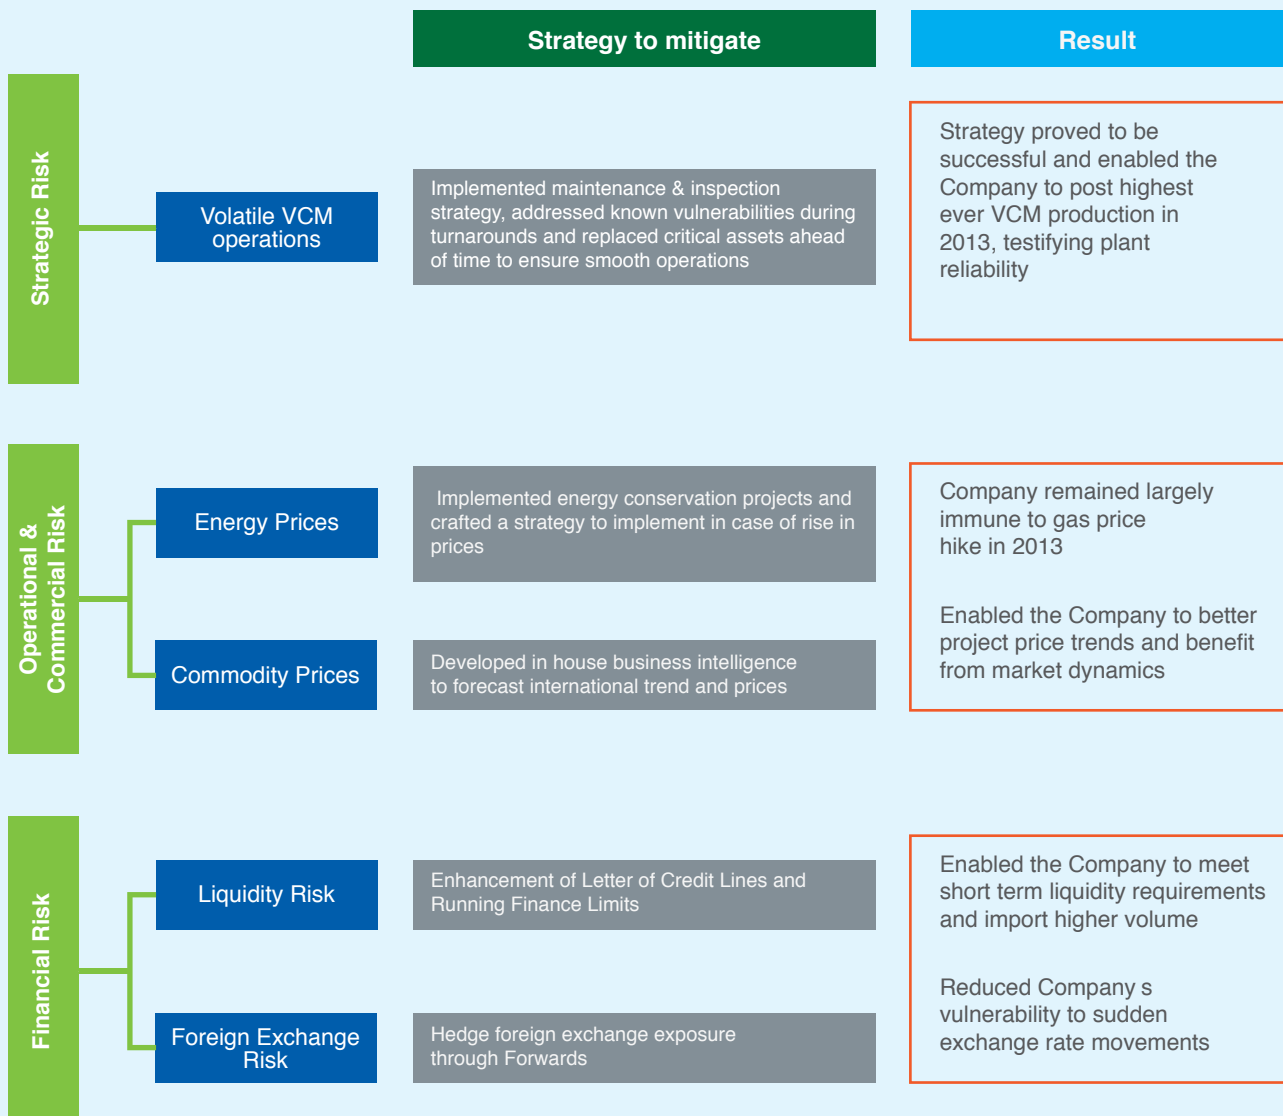 Strategy to mitigate
Result
Strategic Risk
Volatile VCM
operations
Implemented maintenance & inspection
strategy, addressed known vulnerabilities during
turnarounds and replaced critical assets ahead
of time to ensure smooth operations
Strategy proved to be
successful and enabled the
Company to post highest
ever VCM production in
2013, testifying plant
reliability
Operational &
Commercial Risk
Energy Prices
Implemented energy conservation projects and
crafted a strategy to implement in case of rise in
prices
Company remained largely
immune to gas price
hike in 2013
Commodity Prices
Developed in house business intelligence
to forecast international trend and prices
Enabled the Company to better
project price trends and benefit
from market dynamics
Financial Risk
Liquidity Risk
Enhancement of Letter of Credit Lines and
Running Finance Limits
Enabled the Company to meet
short term liquidity requirements
and import higher volume
Foreign Exchange
Risk
Hedge foreign exchange exposure
through Forwards
Reduced Company s
vulnerability to sudden
exchange rate movements